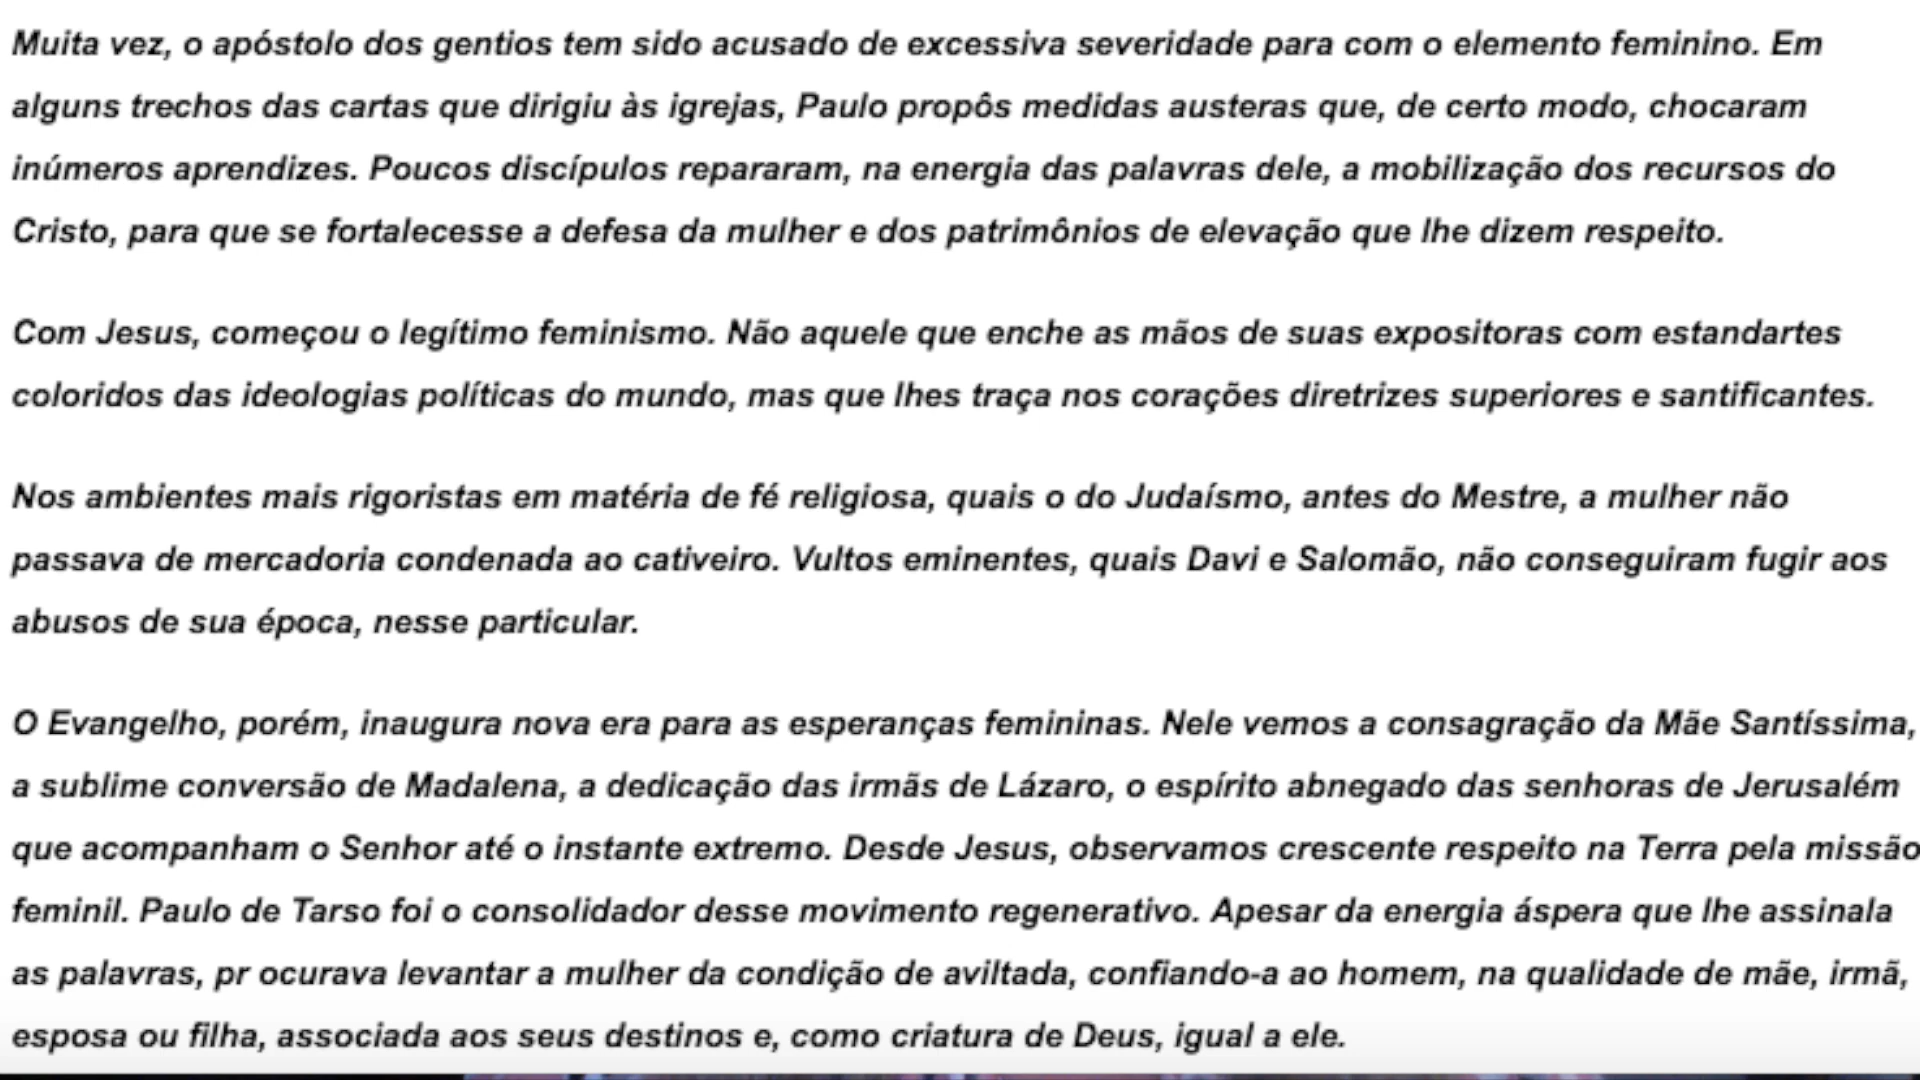 Muita vez, o apóstolo dos gentios tem sido acusado de excessiva severidade para com o elemento feminino. Em
alguns trechos das cartas que dirigiu às igrejas, Paulo propôs medidas austeras que, de certo modo, chocaram
inúmeros aprendizes. Poucos discípulos repararam, na energia das palavras dele, a mobilização dos recursos do
Cristo, para que se fortalecesse a defesa da mulher e dos patrimônios de elevação que lhe dizem respeito.
Com Jesus, começou o legítimo feminismo. Não aquele que enche as mãos de suas expositoras com estandartes
coloridos das ideologias políticas do mundo, mas que lhes traça nos corações diretrizes superiores e santificantes.
Nos ambientes mais rigoristas em matéria de fé religiosa, quais o do Judaísmo, antes do Mestre, a mulher não
passava de mercadoria condenada ao cativeiro. Vultos eminentes, quais Davi e Salomão, não conseguiram fugir aos
abusos de sua época, nesse particular.
O Evangelho, porém, inaugura nova era para as esperanças femininas. Nele vemos a consagração da Mãe Santíssima,
a sublime conversão de Madalena, a dedicação das irmãs de Lázaro, o espírito abnegado das senhoras de Jerusalém
que acompanham o Senhor até o instante extremo. Desde Jesus, observamos crescente respeito na Terra pela missão
feminil. Paulo de Tarso foi o consolidador desse movimento regenerativo. Apesar da energia áspera que lhe assinala
as palavras, pr ocurava levantar a mulher da condição de aviltada, confiando-a ao homem, na qualidade de mãe, irmã,
esposa ou filha, associada aos seus destinos e, como criatura de Deus, igual a ele.